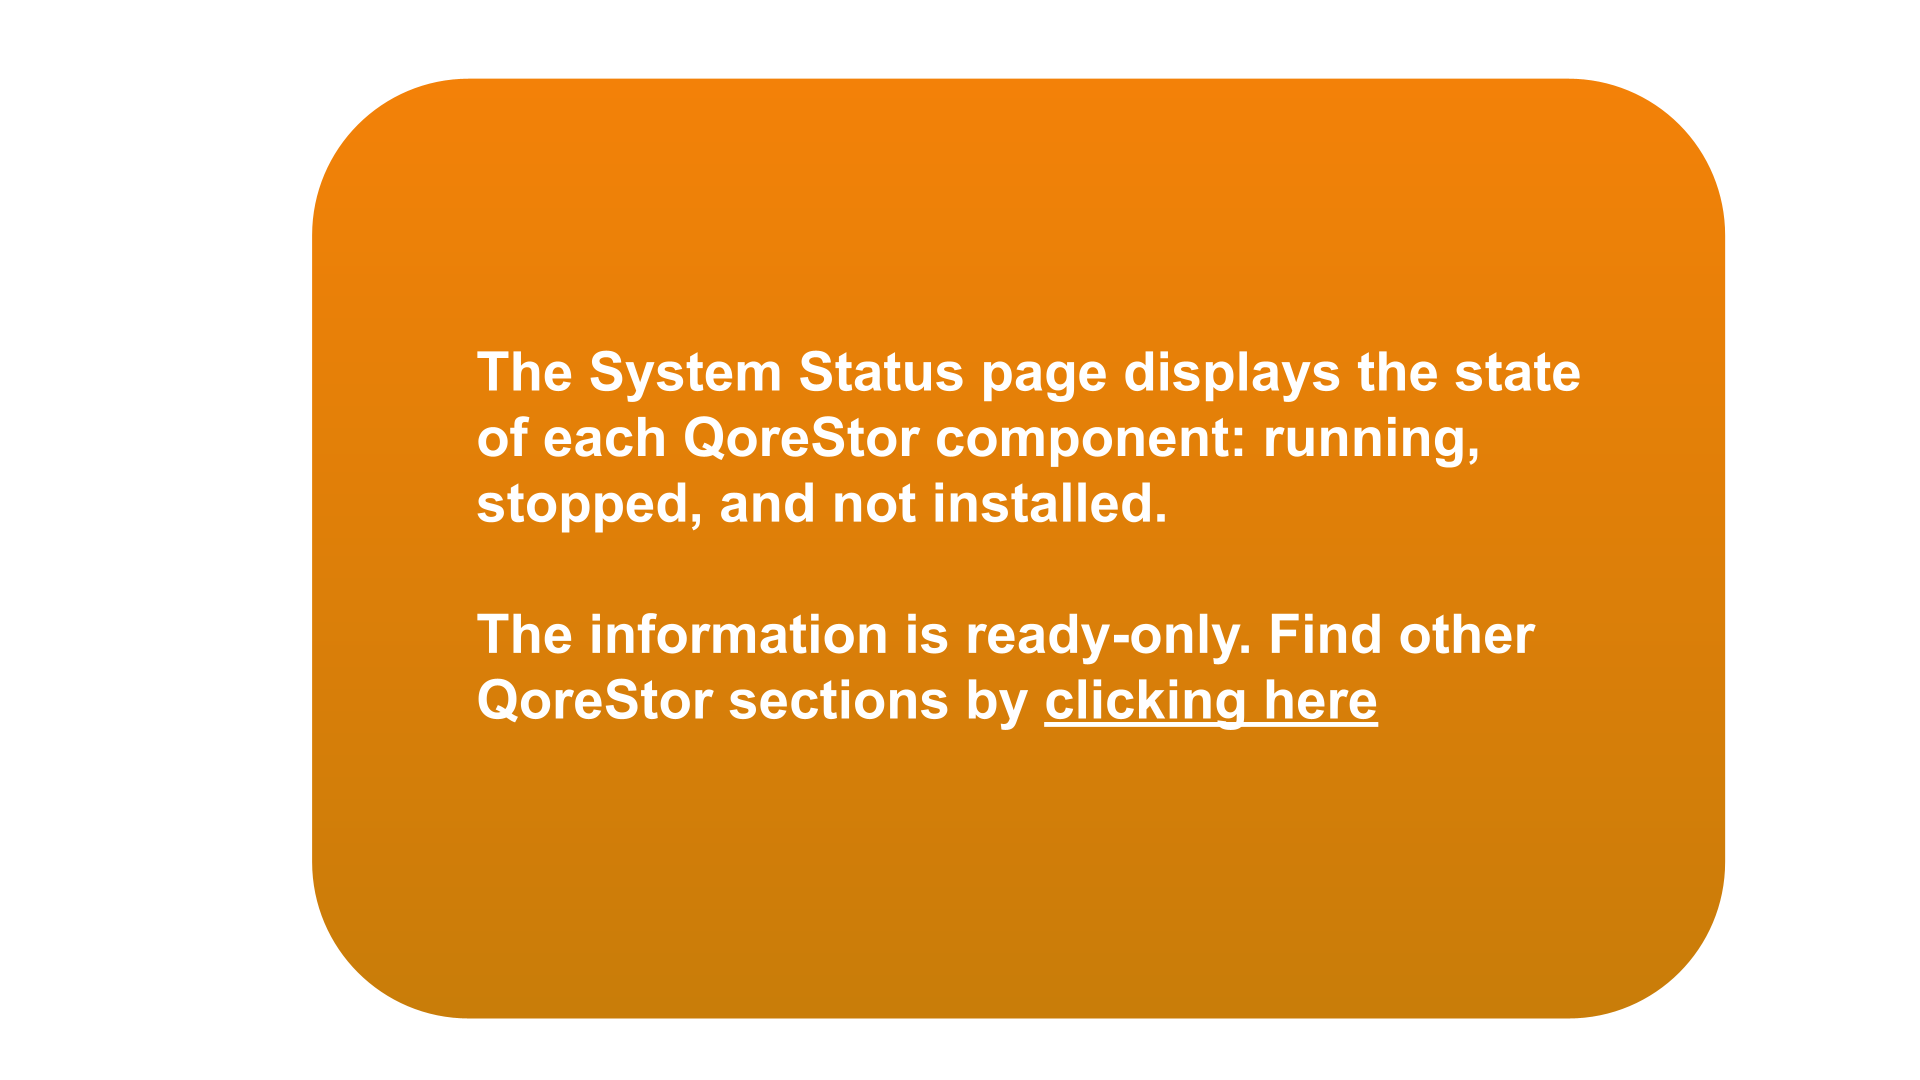 The System Status page displays the state
of each QoreStor component: running,
stopped, and not installed.
The information is ready-only. Find other
QoreStor sections by clicking here